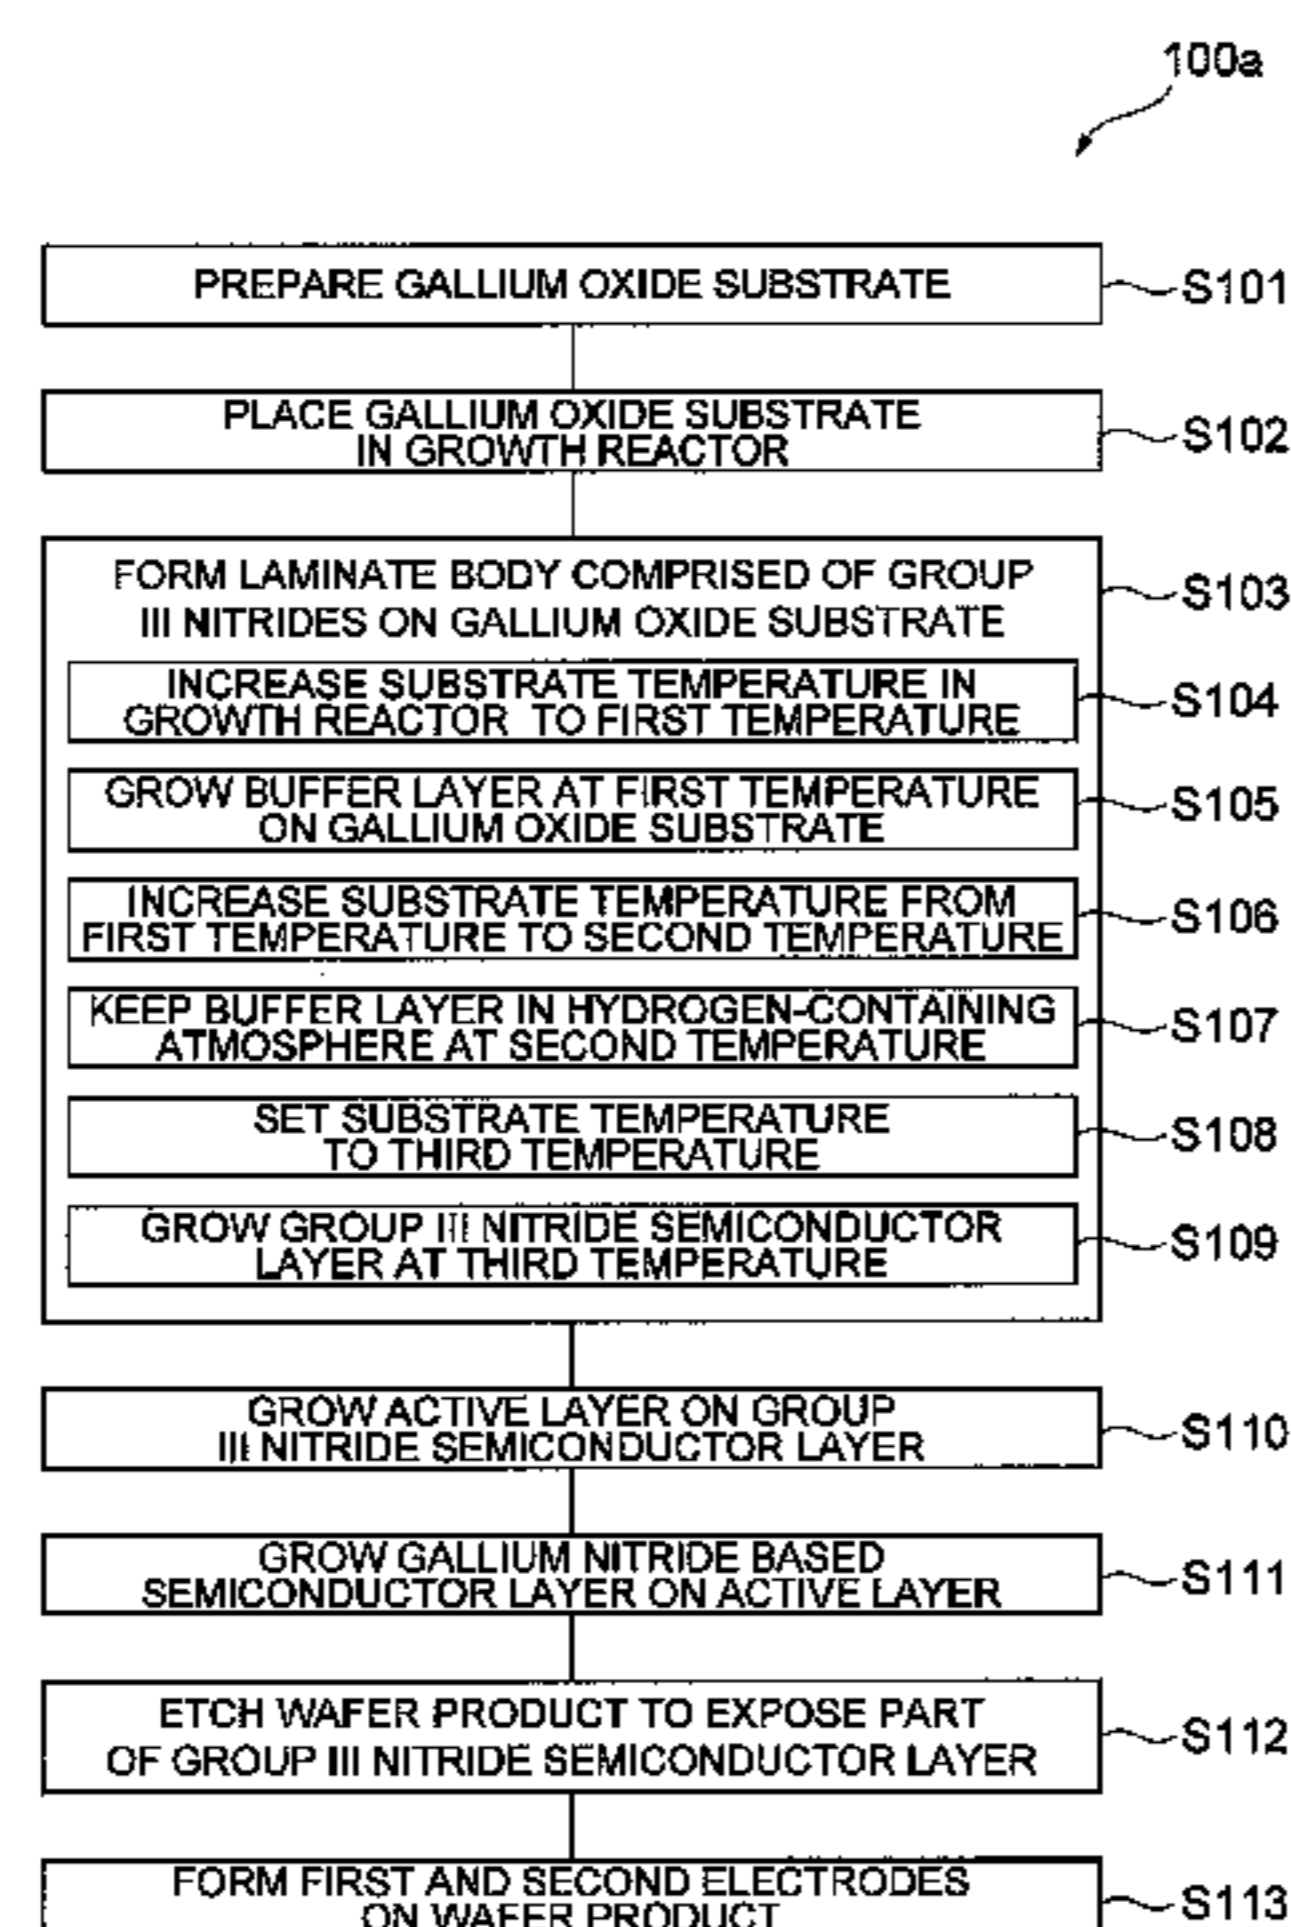 100a
PREPARE GALLIUM OXIDE SUBSTRATE
S101
PLACE GALLIUM OXIDE SUBSTRATE
IN GROWTH REACTOR
S102
FORM LAMINATE BODY COMPRISED OF GROUP
III NITRIDES ON GALLIUM OXIDE SUBSTRATE
S103
INCREASE SUBSTRATE TEMPERATURE IN
GROWTH REACTOR TO FIRST TEMPERATURE
S104
GROW BUFFER LAYER AT FIRST TEMPERATURE
ON GALLIUM OXIDE SUBSTRATE
S105
INCREASE SUBSTRATE TEMPERATURE FROM
FIRST TEMPERATURE TO SECOND TEMPERATURE
S106
KEEP BUFFER LAYER IN HYDROGEN-CONTAINING
ATMOSPHERE AT SECOND TEMPERATURE
S107
SET SUBSTRATE TEMPERATURE
TO THIRD TEMPERATURE
S108
GROW GROUP III NITRIDE SEMICONDUCTOR
LAYER AT THIRD TEMPERATURE
S109
GROW ACTIVE LAYER ON GROUP
III NITRIDE SEMICONDUCTOR LAYER
S110
GROW GALLIUM NITRIDE BASED
SEMICONDUCTOR LAYER ON ACTIVE LAYER
S111
ETCH WAFER PRODUCT TO EXPOSE PART
OF GROUP III NITRIDE SEMICONDUCTOR LAYER
S112
FORM FIRST AND SECOND ELECTRODES
ON WAFER PRODUCT
S113